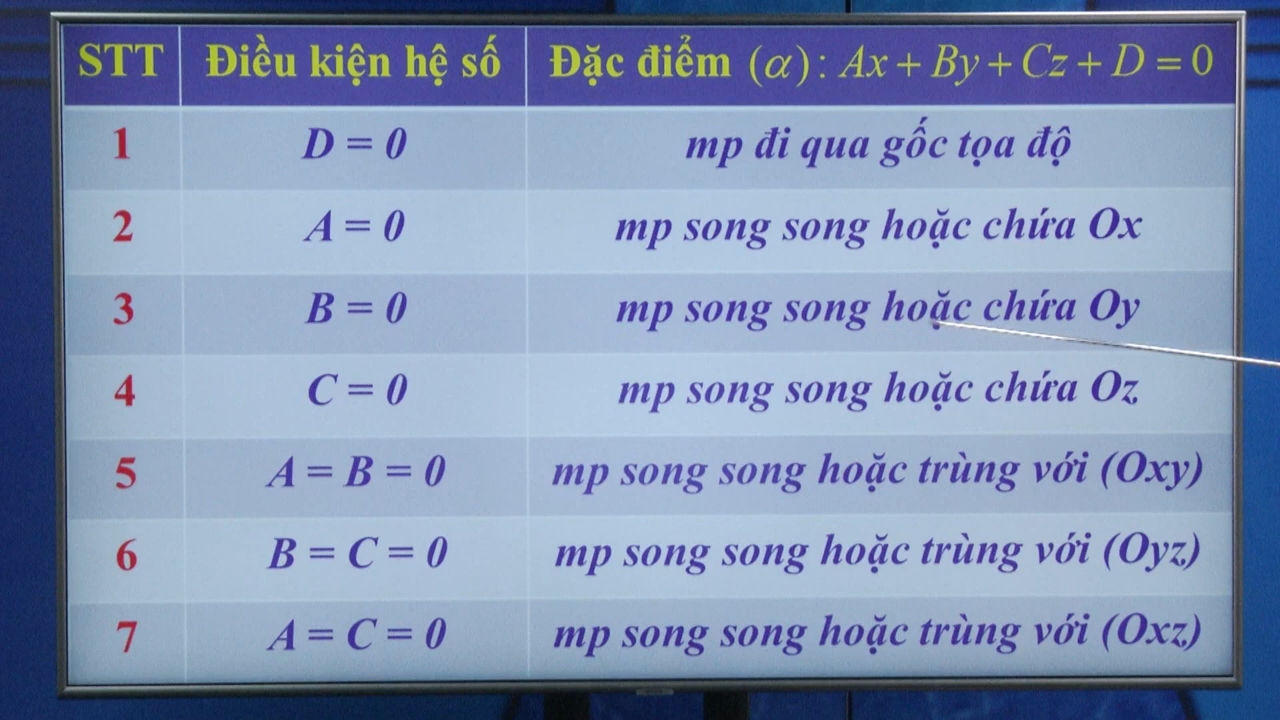 STT Điều kiện hệ số Đặc điểm (α): Ax + By + Cz + D = 0
1 D = 0 mp đi qua gốc tọa độ
2 A = 0 mp song song hoặc chứa Ox
3 B = 0 mp song song hoặc chứa Oy
4 C = 0 mp song song hoặc chứa Oz
5 A = B = 0 mp song song hoặc trùng với (Oxy)
6 B = C = 0 mp song song hoặc trùng với (Oyz)
7 A = C = 0 mp song song hoặc trùng với (Oxz)